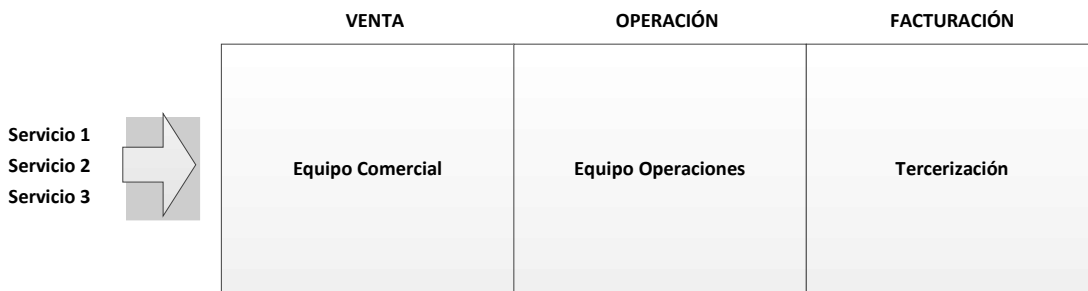 VENTA OPERACIÓN FACTURACIÓN
Servicio 1
Servicio 2
Servicio 3
Equipo Comercial Equipo Operaciones Tercerización